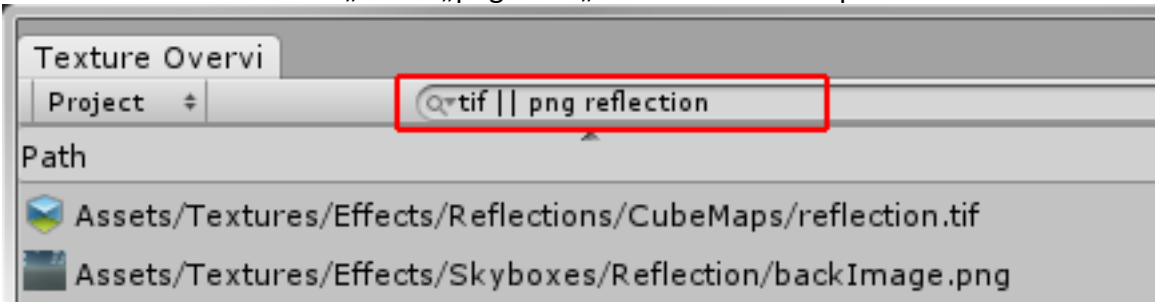 Texture Overvi
Project
tif || png reflection
Path
Assets/Textures/Effects/Reflections/CubeMaps/reflection.tif
Assets/Textures/Effects/Skyboxes/Reflection/backImage.png